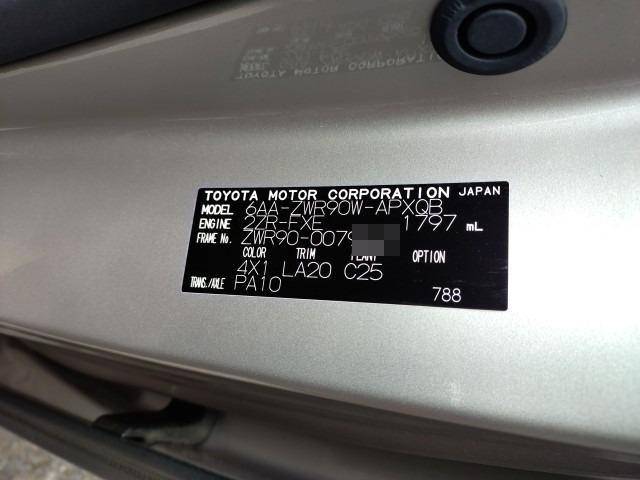 TOYOTA MOTOR CORPORATION JAPAN
MODEL 6AA-ZWR90W-APXQB
ENGINE 2ZR-FXE 1797 mL
FRAME No. ZWR90-0079
COLOR TRIM PLANT OPTION
4X1 LA20 C25
TRANS./AXLE PA10
788